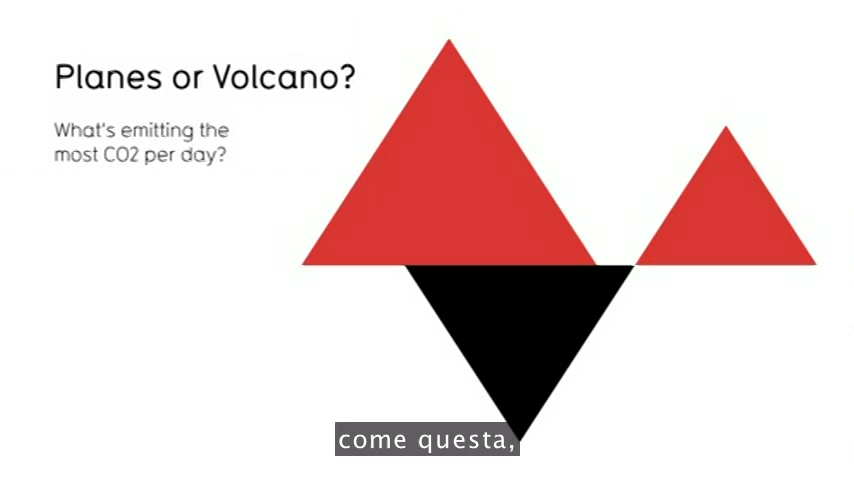 Planes or Volcano?
What's emitting the
most CO2 per day?
come questa,